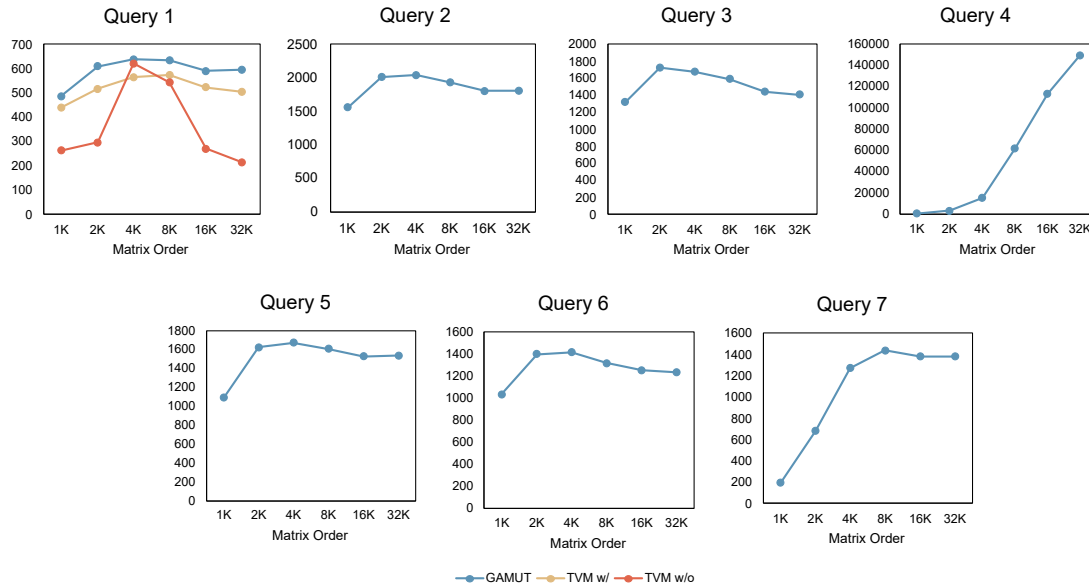 Query 1
700
600
500
400
300
200
100
0
1K 2K 4K 8K 16K 32K
Matrix Order
Query 2
2500
2000
1500
1000
500
0
1K 2K 4K 8K 16K 32K
Matrix Order
Query 3
2000
1800
1600
1400
1200
1000
800
600
400
200
0
1K 2K 4K 8K 16K 32K
Matrix Order
Query 4
160000
140000
120000
100000
80000
60000
40000
20000
0
1K 2K 4K 8K 16K 32K
Matrix Order
Query 5
1800
1600
1400
1200
1000
800
600
400
200
0
1K 2K 4K 8K 16K 32K
Matrix Order
Query 6
1600
1400
1200
1000
800
600
400
200
0
1K 2K 4K 8K 16K 32K
Matrix Order
Query 7
1600
1400
1200
1000
800
600
400
200
0
1K 2K 4K 8K 16K 32K
Matrix Order
GAMUT TVM w/ TVM w/o